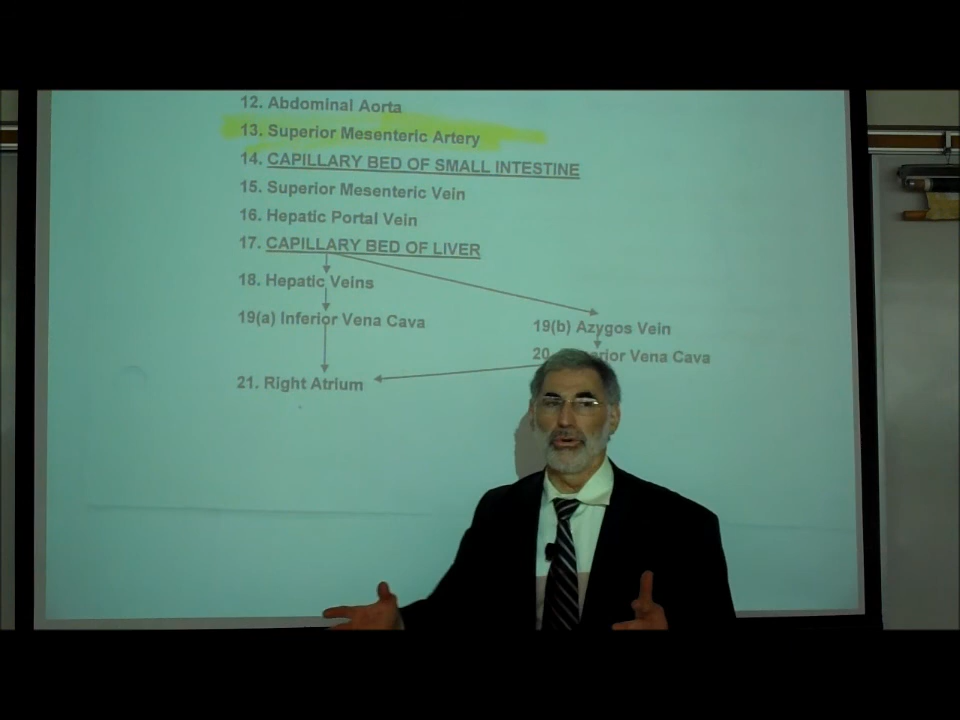 12. Abdominal Aorta
13. Superior Mesenteric Artery
14. CAPILLARY BED OF SMALL INTESTINE
15. Superior Mesenteric Vein
16. Hepatic Portal Vein
17. CAPILLARY BED OF LIVER
18. Hepatic Veins
19(a) Inferior Vena Cava
19(b) Azygos Vein
20. Vena Cava
21. Right Atrium